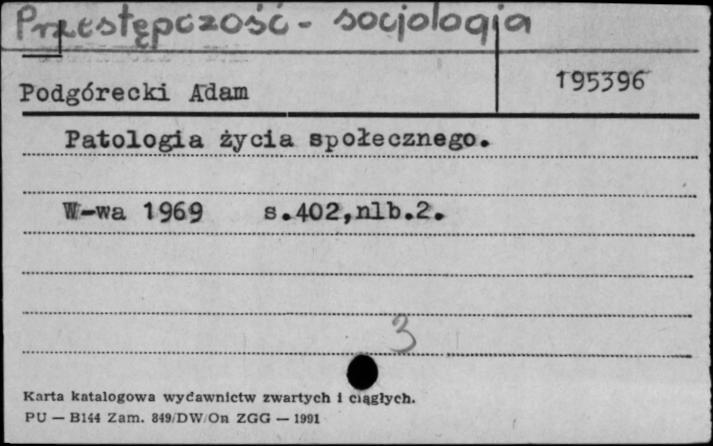 Przestępczość - socjologia
Podgórecki Adam 195396
Patologia życia społecznego.
W-wa 1969 s.402,nlb.2.
3
Karta katalogowa wydawnictw zwartych i ciągłych.
PU — B144 Zam. 849/DW/On ZGG — 1991